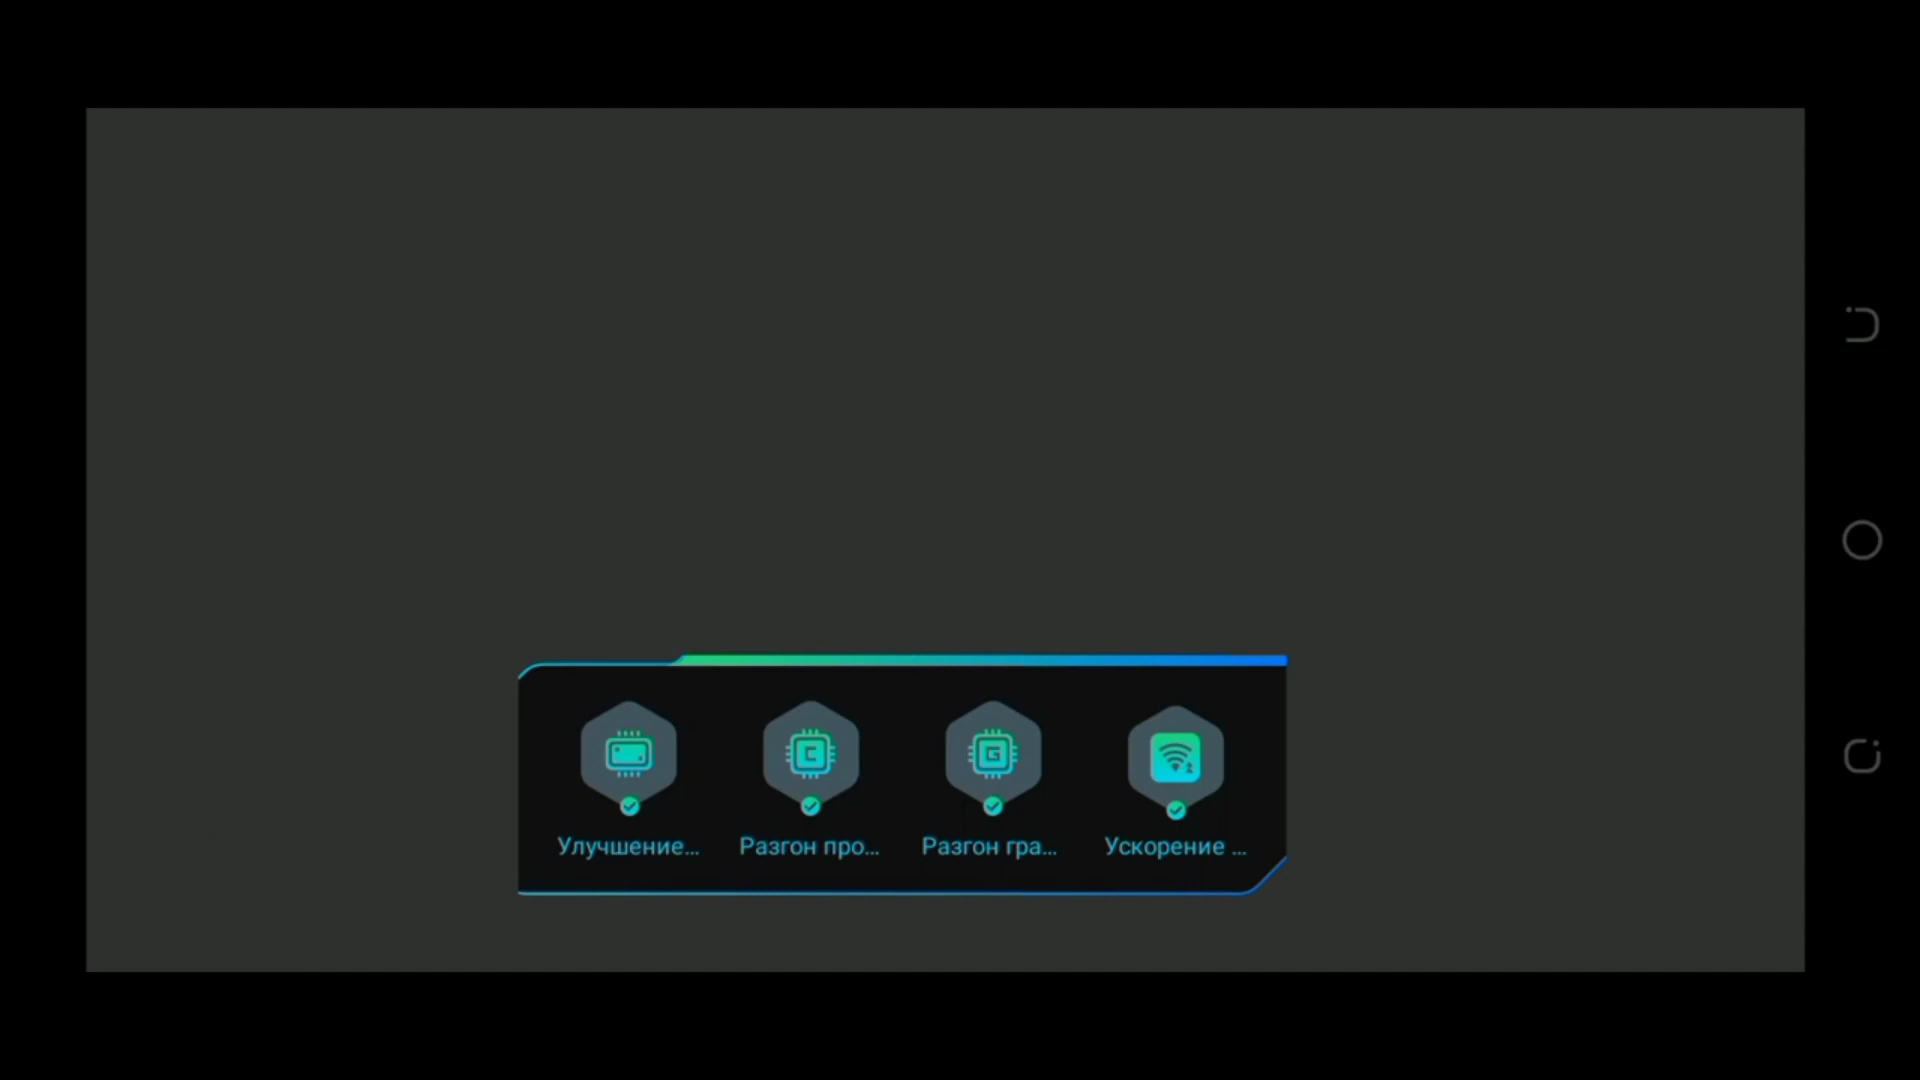 Улучшение...
Разгон про...
Разгон гра...
Ускорение ...